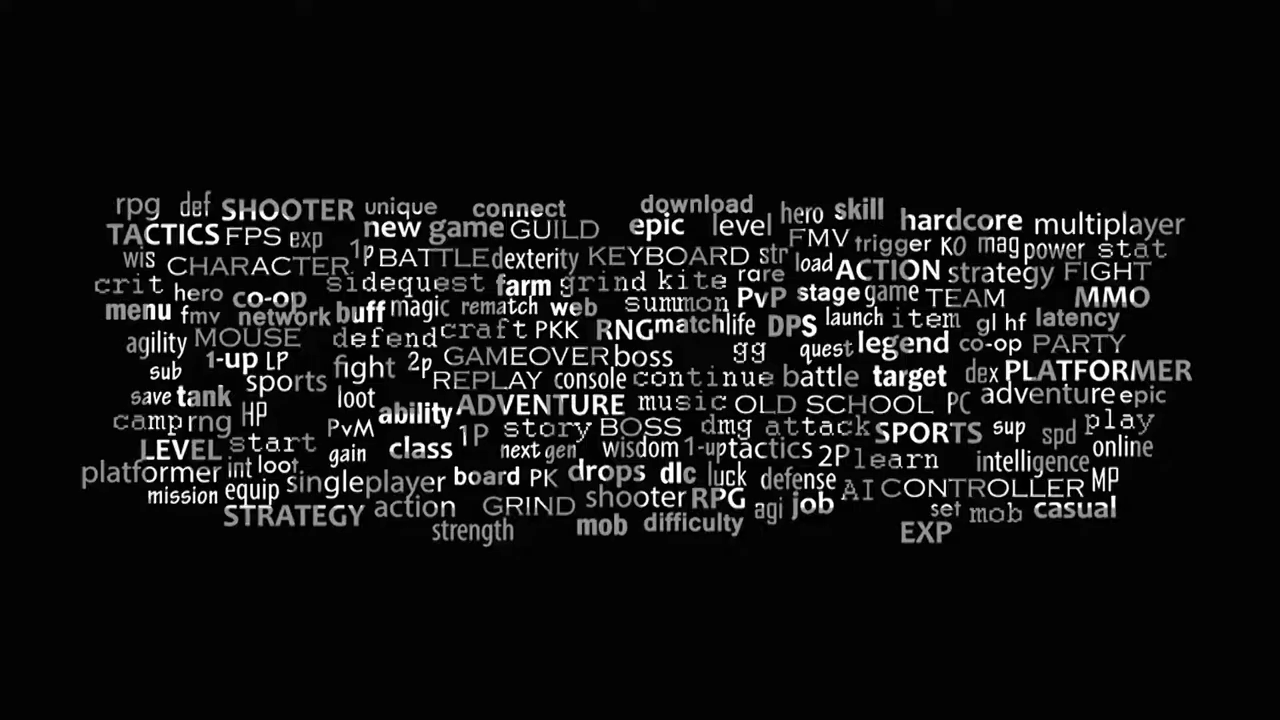 rpg def SHOOTER unique connect download hero skill hardcore multiplayer
TACTICS FPS exp new game GUILD epic level FMV trigger KO mag power stat
wis CHARACTER 1p BATTLE dexterity KEYBOARD str load ACTION strategy FIGHT
crit hero co-op sidequest farm grind kite rare PvP stage game TEAM MMO
menu fmv network buff magic rematch web summon launch item gl hf latency
agility MOUSE defend craft PKK RNG match life DPS quest legend co-op PARTY
sub 1-up LP fight 2p GAMEOVER boss gg
save tank sports loot REPLAY console continue battle target dex PLATFORMER
camp rng HP PvM ability ADVENTURE music OLD SCHOOL PC adventure epic
LEVEL start gain class 1P story BOSS dmg attack SPORTS sup spd play
platformer int loot next gen wisdom 1-up tactics 2P learn intelligence online
mission equip singleplayer board PK drops dlc luck defense AI CONTROLLER MP
STRATEGY action GRIND shooter RPG agi job set mob casual
strength mob difficulty EXP